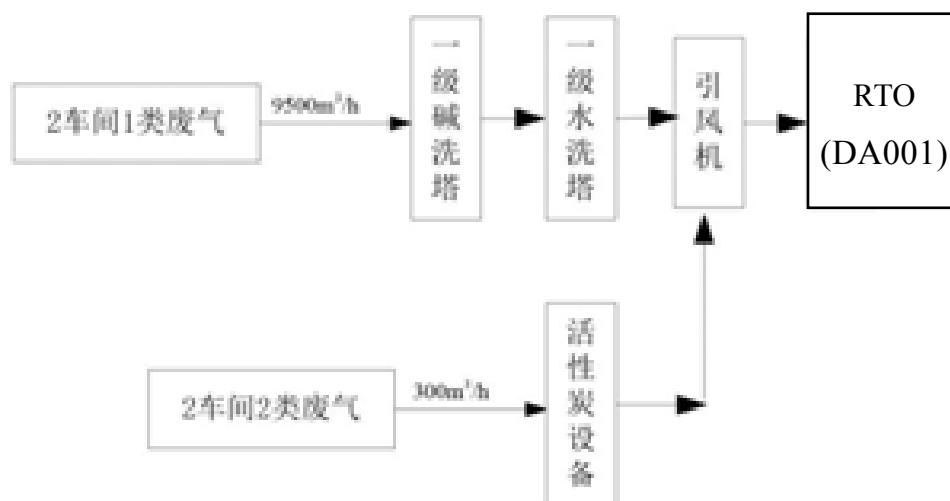 2车间1类废气
9500m³/h
一级碱洗塔
一级水洗塔
引风机
RTO
(DA001)
2车间2类废气
300m³/h
活性炭设备